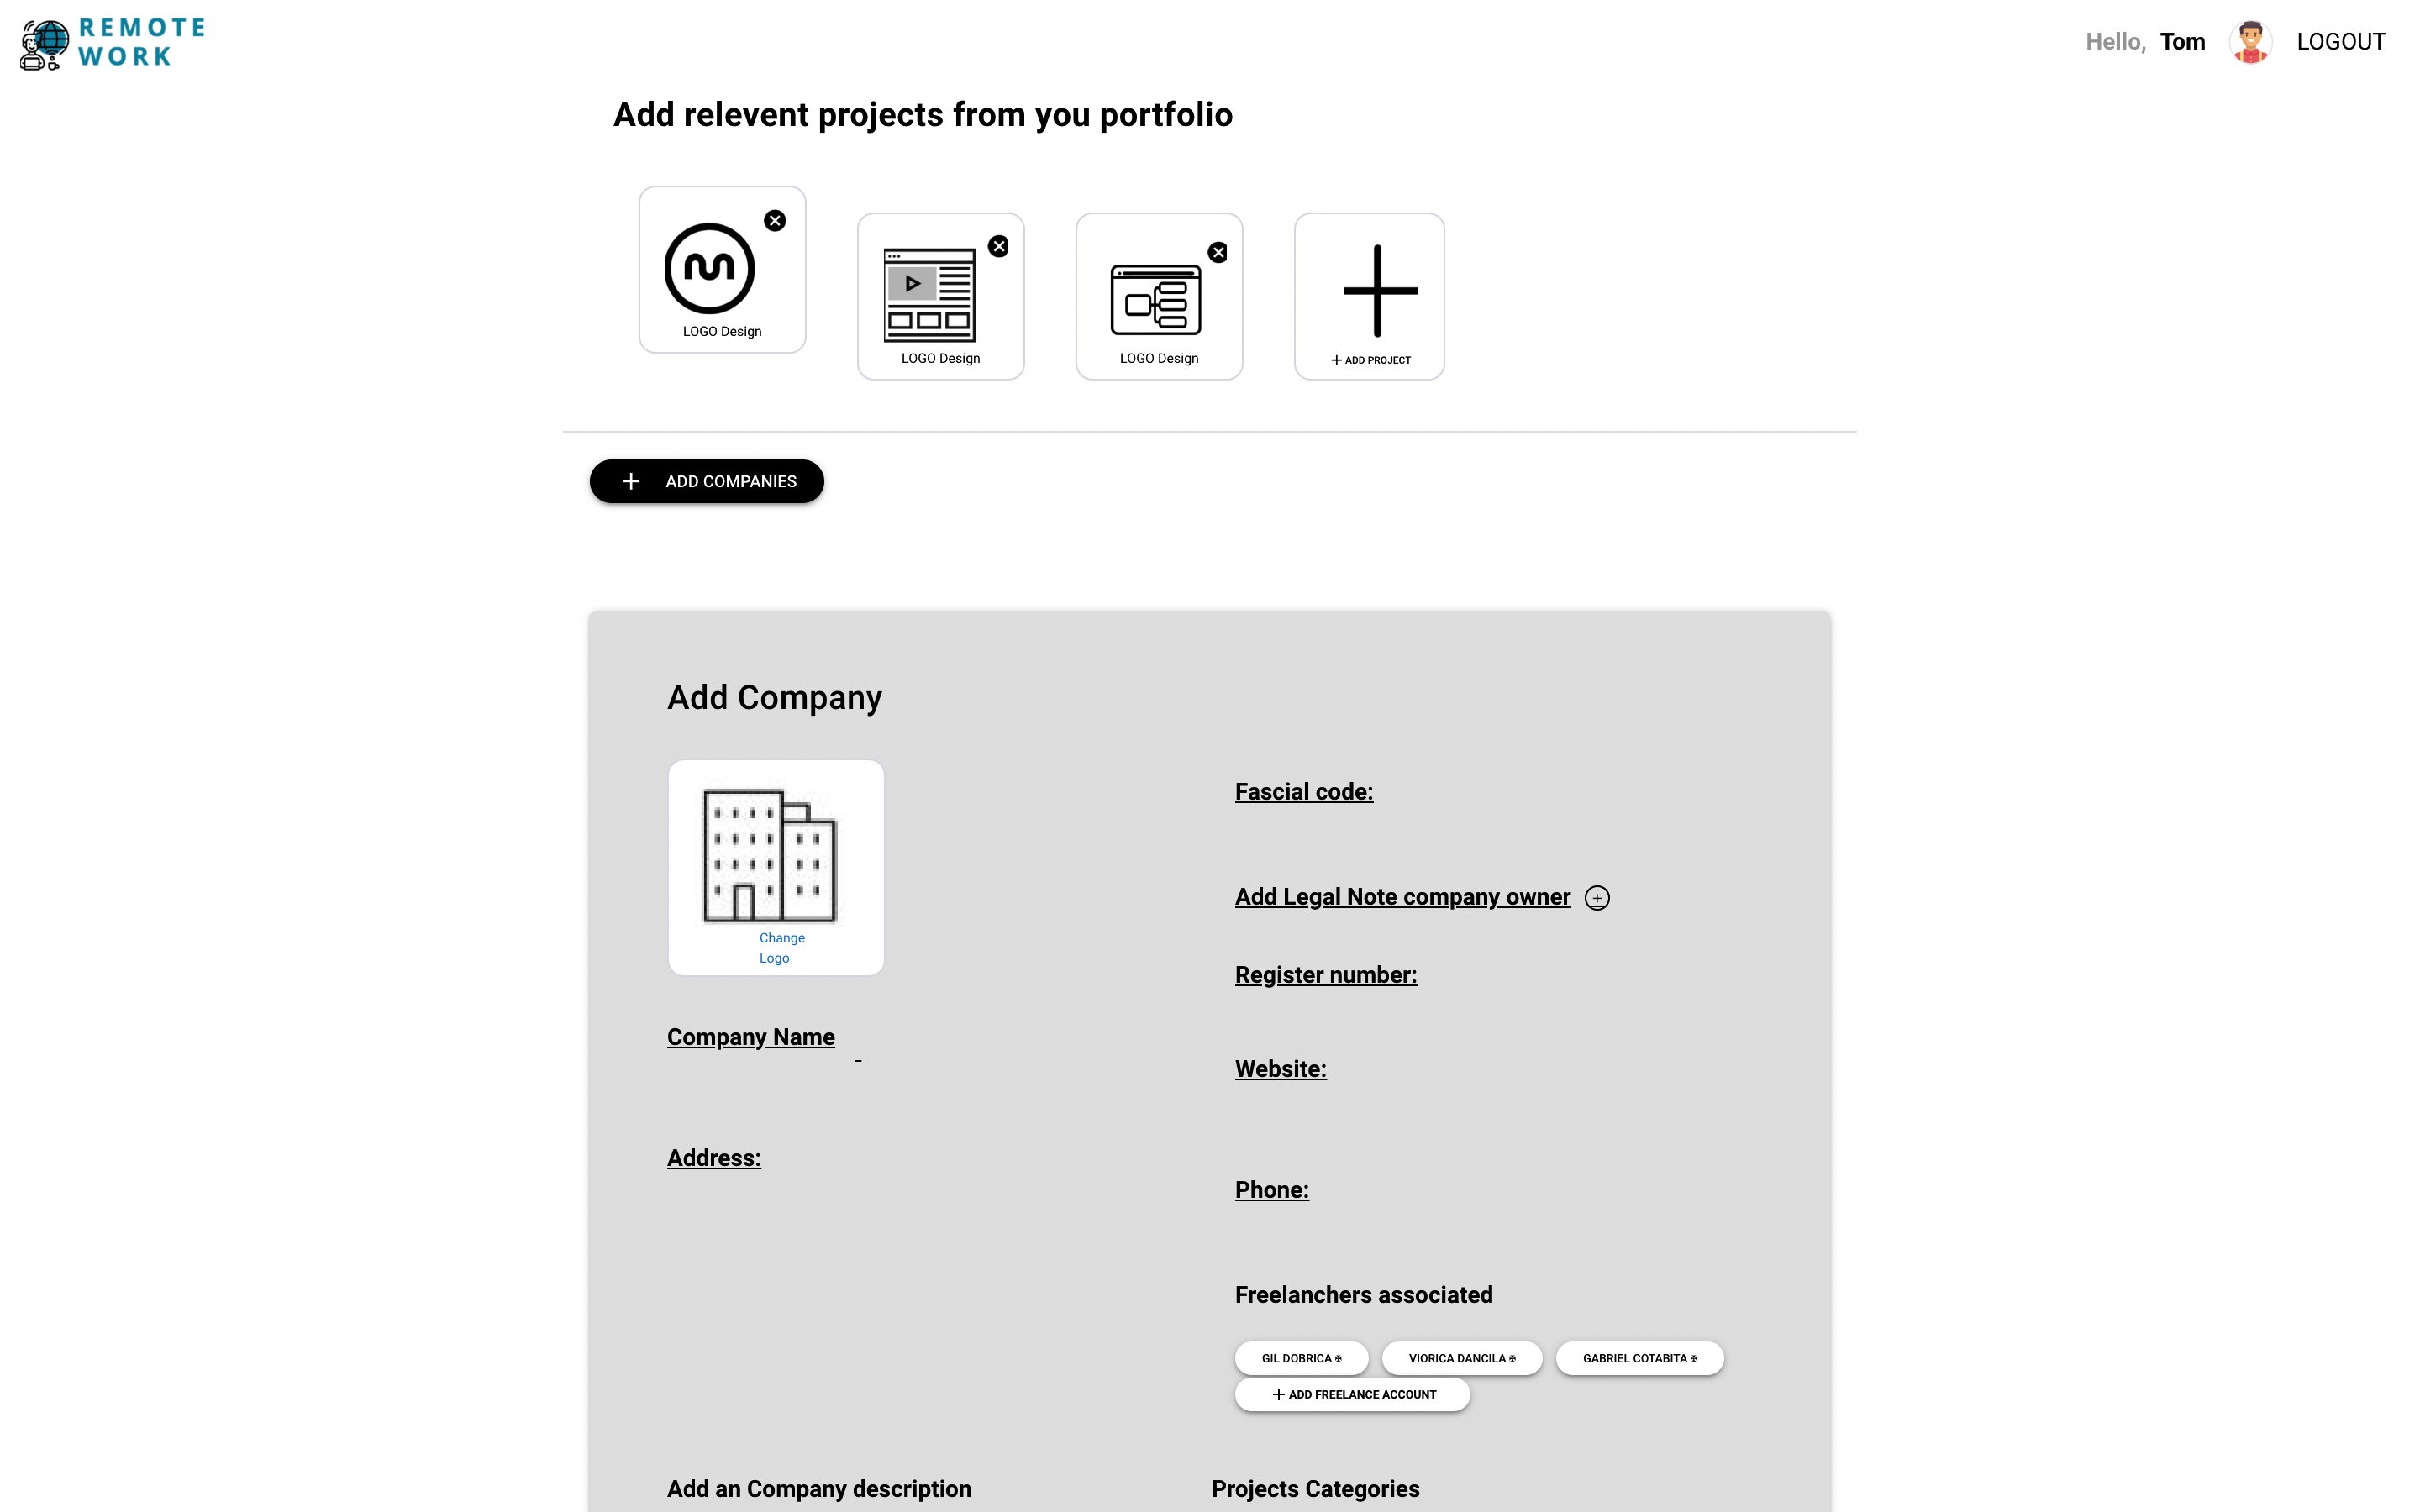 REMOTE
WORK
Hello, Tom
LOGOUT
Add relevent projects from you portfolio
LOGO Design
LOGO Design
LOGO Design
+ ADD PROJECT
+ ADD COMPANIES
Add Company
Change
Logo
Fascial code:
Add Legal Note company owner
Register number:
Company Name
Website:
Address:
Phone:
Freelanchers associated
GIL DOBRICA ✠
VIORICA DANCILA ✠
GABRIEL COTABITA ✠
+ ADD FREELANCE ACCOUNT
Add an Company description
Projects Categories